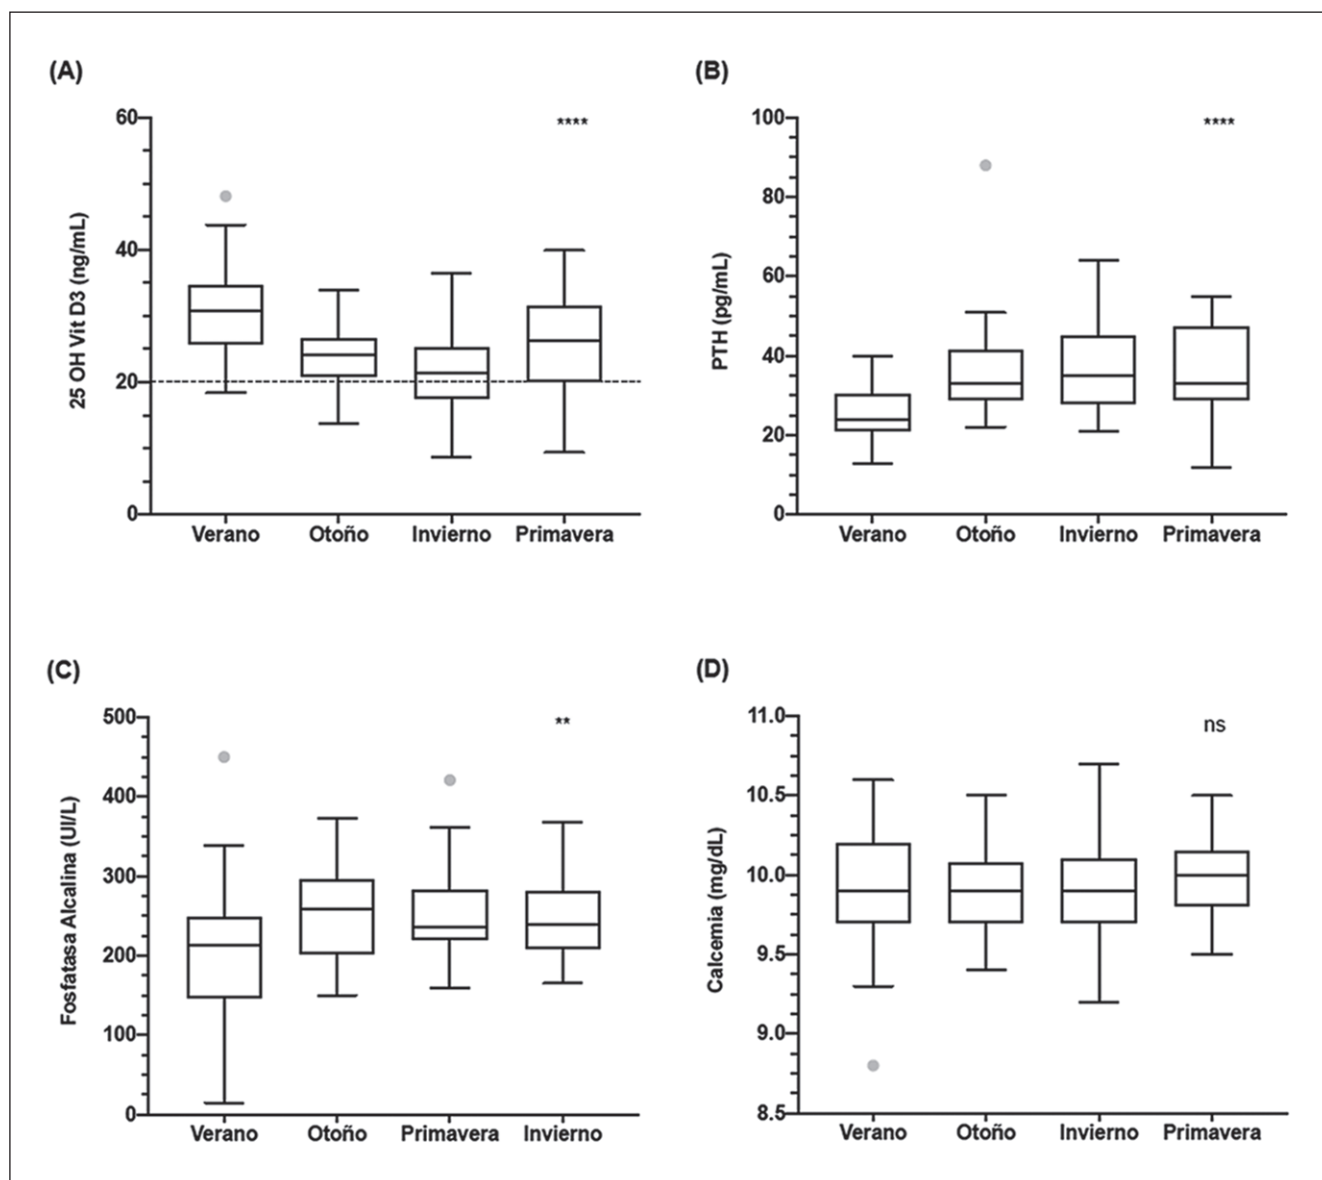 (A)
60
40
20
0
25 OH Vit D3 (ng/mL)
****
Verano Otoño Invierno Primavera
(B)
100
80
60
40
20
0
PTH (pg/mL)
****
Verano Otoño Invierno Primavera
(C)
500
400
300
200
100
0
Fosfatasa Alcalina (UI/L)
**
Verano Otoño Primavera Invierno
(D)
11.0
10.5
10.0
9.5
9.0
8.5
Calcemia (mg/dL)
ns
Verano Otoño Invierno Primavera